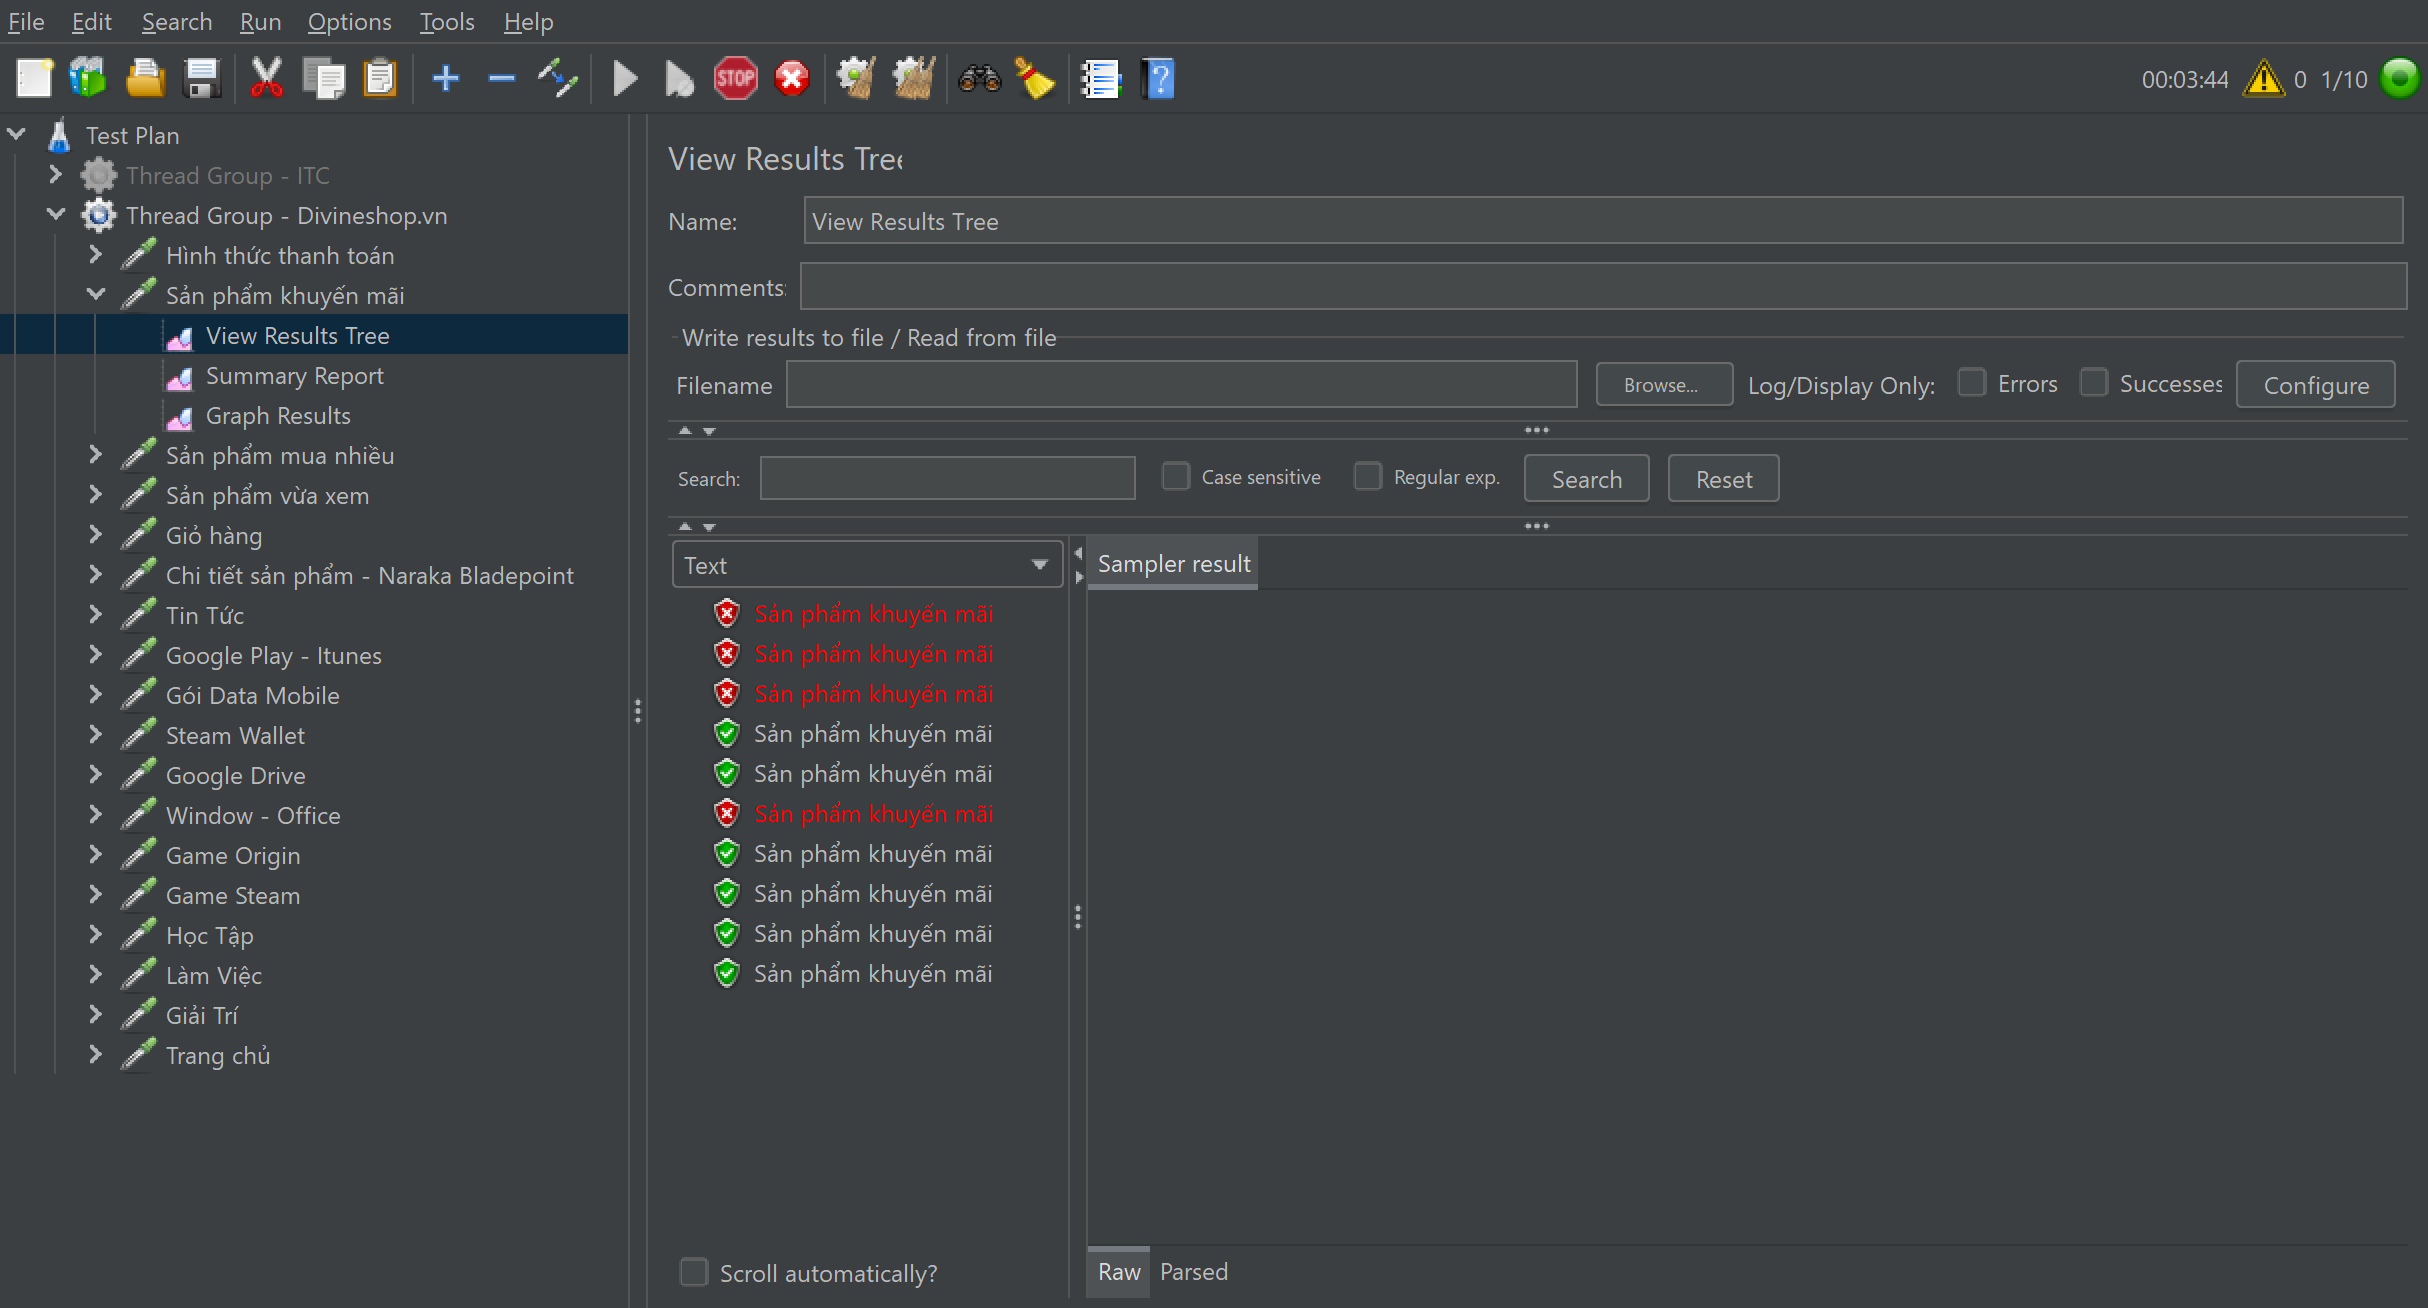 File Edit Search Run Options Tools Help
STOP
00:03:44 0 1/10
Test Plan
Thread Group - ITC
Thread Group - Divineshop.vn
Hình thức thanh toán
Sản phẩm khuyến mãi
View Results Tree
Summary Report
Graph Results
Sản phẩm mua nhiều
Sản phẩm vừa xem
Giỏ hàng
Chi tiết sản phẩm - Naraka Bladepoint
Tin Tức
Google Play - Itunes
Gói Data Mobile
Steam Wallet
Google Drive
Window - Office
Game Origin
Game Steam
Học Tập
Làm Việc
Giải Trí
Trang chủ
View Results Tree
Name: View Results Tree
Comments:
Write results to file / Read from file
Filename Browse... Log/Display Only: Errors Successes Configure
Search: Case sensitive Regular exp. Search Reset
Text
Sản phẩm khuyến mãi
Sản phẩm khuyến mãi
Sản phẩm khuyến mãi
Sản phẩm khuyến mãi
Sản phẩm khuyến mãi
Sản phẩm khuyến mãi
Sản phẩm khuyến mãi
Sản phẩm khuyến mãi
Sản phẩm khuyến mãi
Sản phẩm khuyến mãi
Scroll automatically?
Sampler result
Raw Parsed